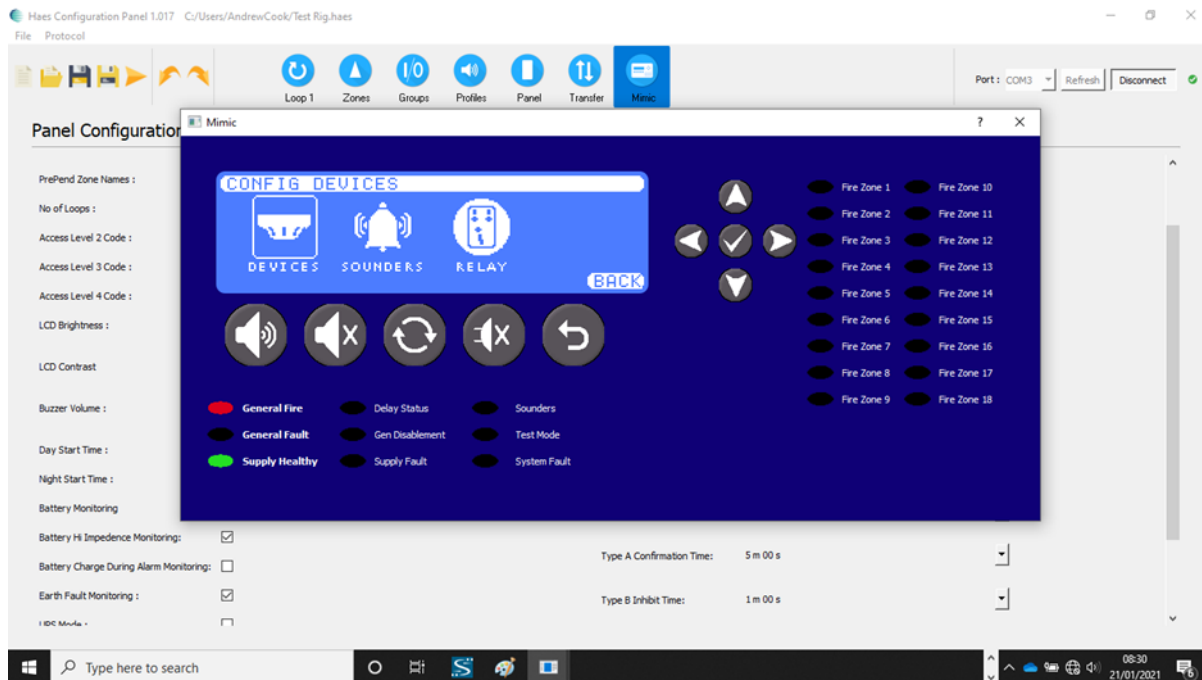 Haes Configuration Panel 1.017 C:/Users/AndrewCook/Test Rig.haes
File Protocol
Loop 1 Zones I/O Groups Profiles Panel Transfer Mimic
Port : COM3 Refresh Disconnect
Panel Configuration
Mimic ?
PrePend Zone Names :
No of Loops :
Access Level 2 Code :
Access Level 3 Code :
Access Level 4 Code :
LCD Brightness :
LCD Contrast
Buzzer Volume :
Day Start Time :
Night Start Time :
Battery Monitoring
Battery Hi Impedence Monitoring:
Battery Charge During Alarm Monitoring:
Earth Fault Monitoring :
UPS Mode :
CONFIG DEVICES
DEVICES SOUNDERS RELAY
BACK
General Fire Delay Status Sounders
General Fault Gen Disablement Test Mode
Supply Healthy Supply Fault System Fault
Fire Zone 1 Fire Zone 10
Fire Zone 2 Fire Zone 11
Fire Zone 3 Fire Zone 12
Fire Zone 4 Fire Zone 13
Fire Zone 5 Fire Zone 14
Fire Zone 6 Fire Zone 15
Fire Zone 7 Fire Zone 16
Fire Zone 8 Fire Zone 17
Fire Zone 9 Fire Zone 18
Type A Confirmation Time: 5 m 00 s
Type B Inhibit Time: 1 m 00 s
Type here to search
08:30
21/01/2021
6